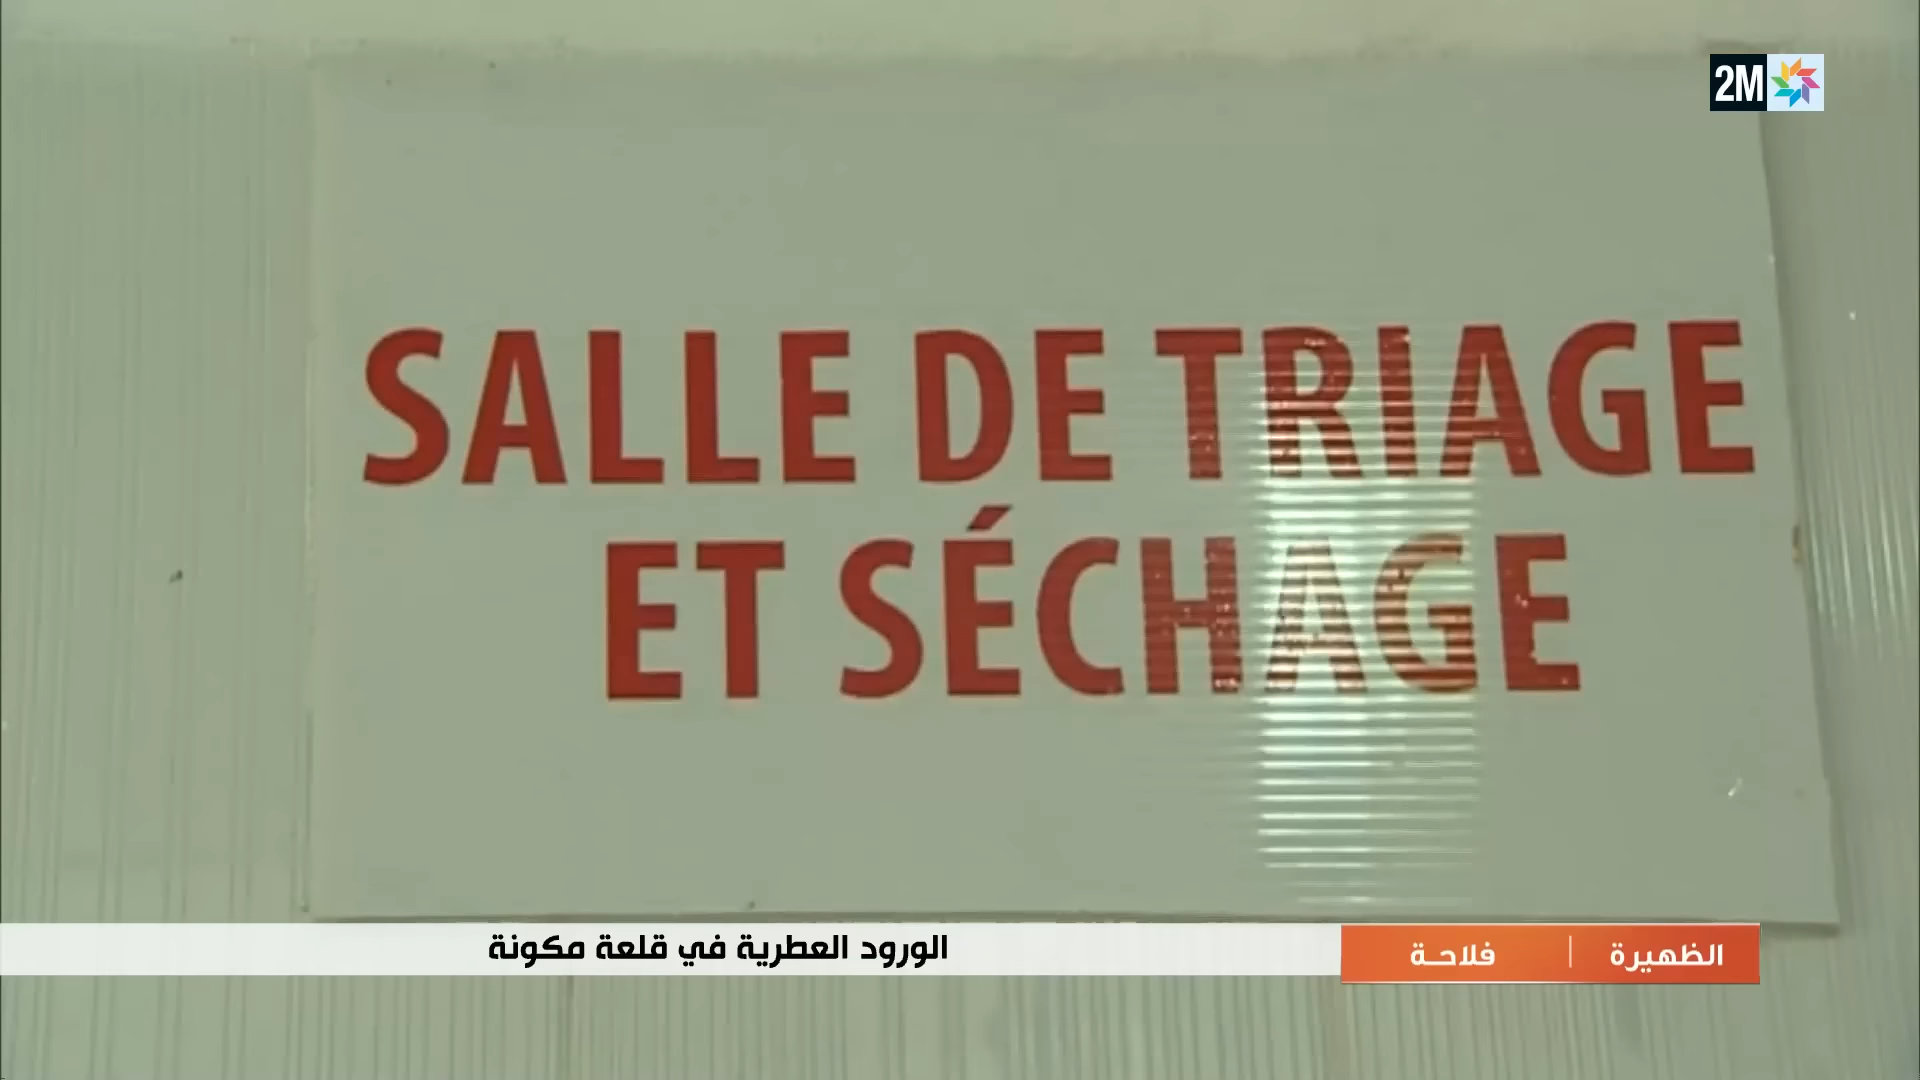 2M
SALLE DE TRIAGE
ET SÉCHAGE
الورود العطرية في قلعة مكونة
الظهيرة | فلاحة